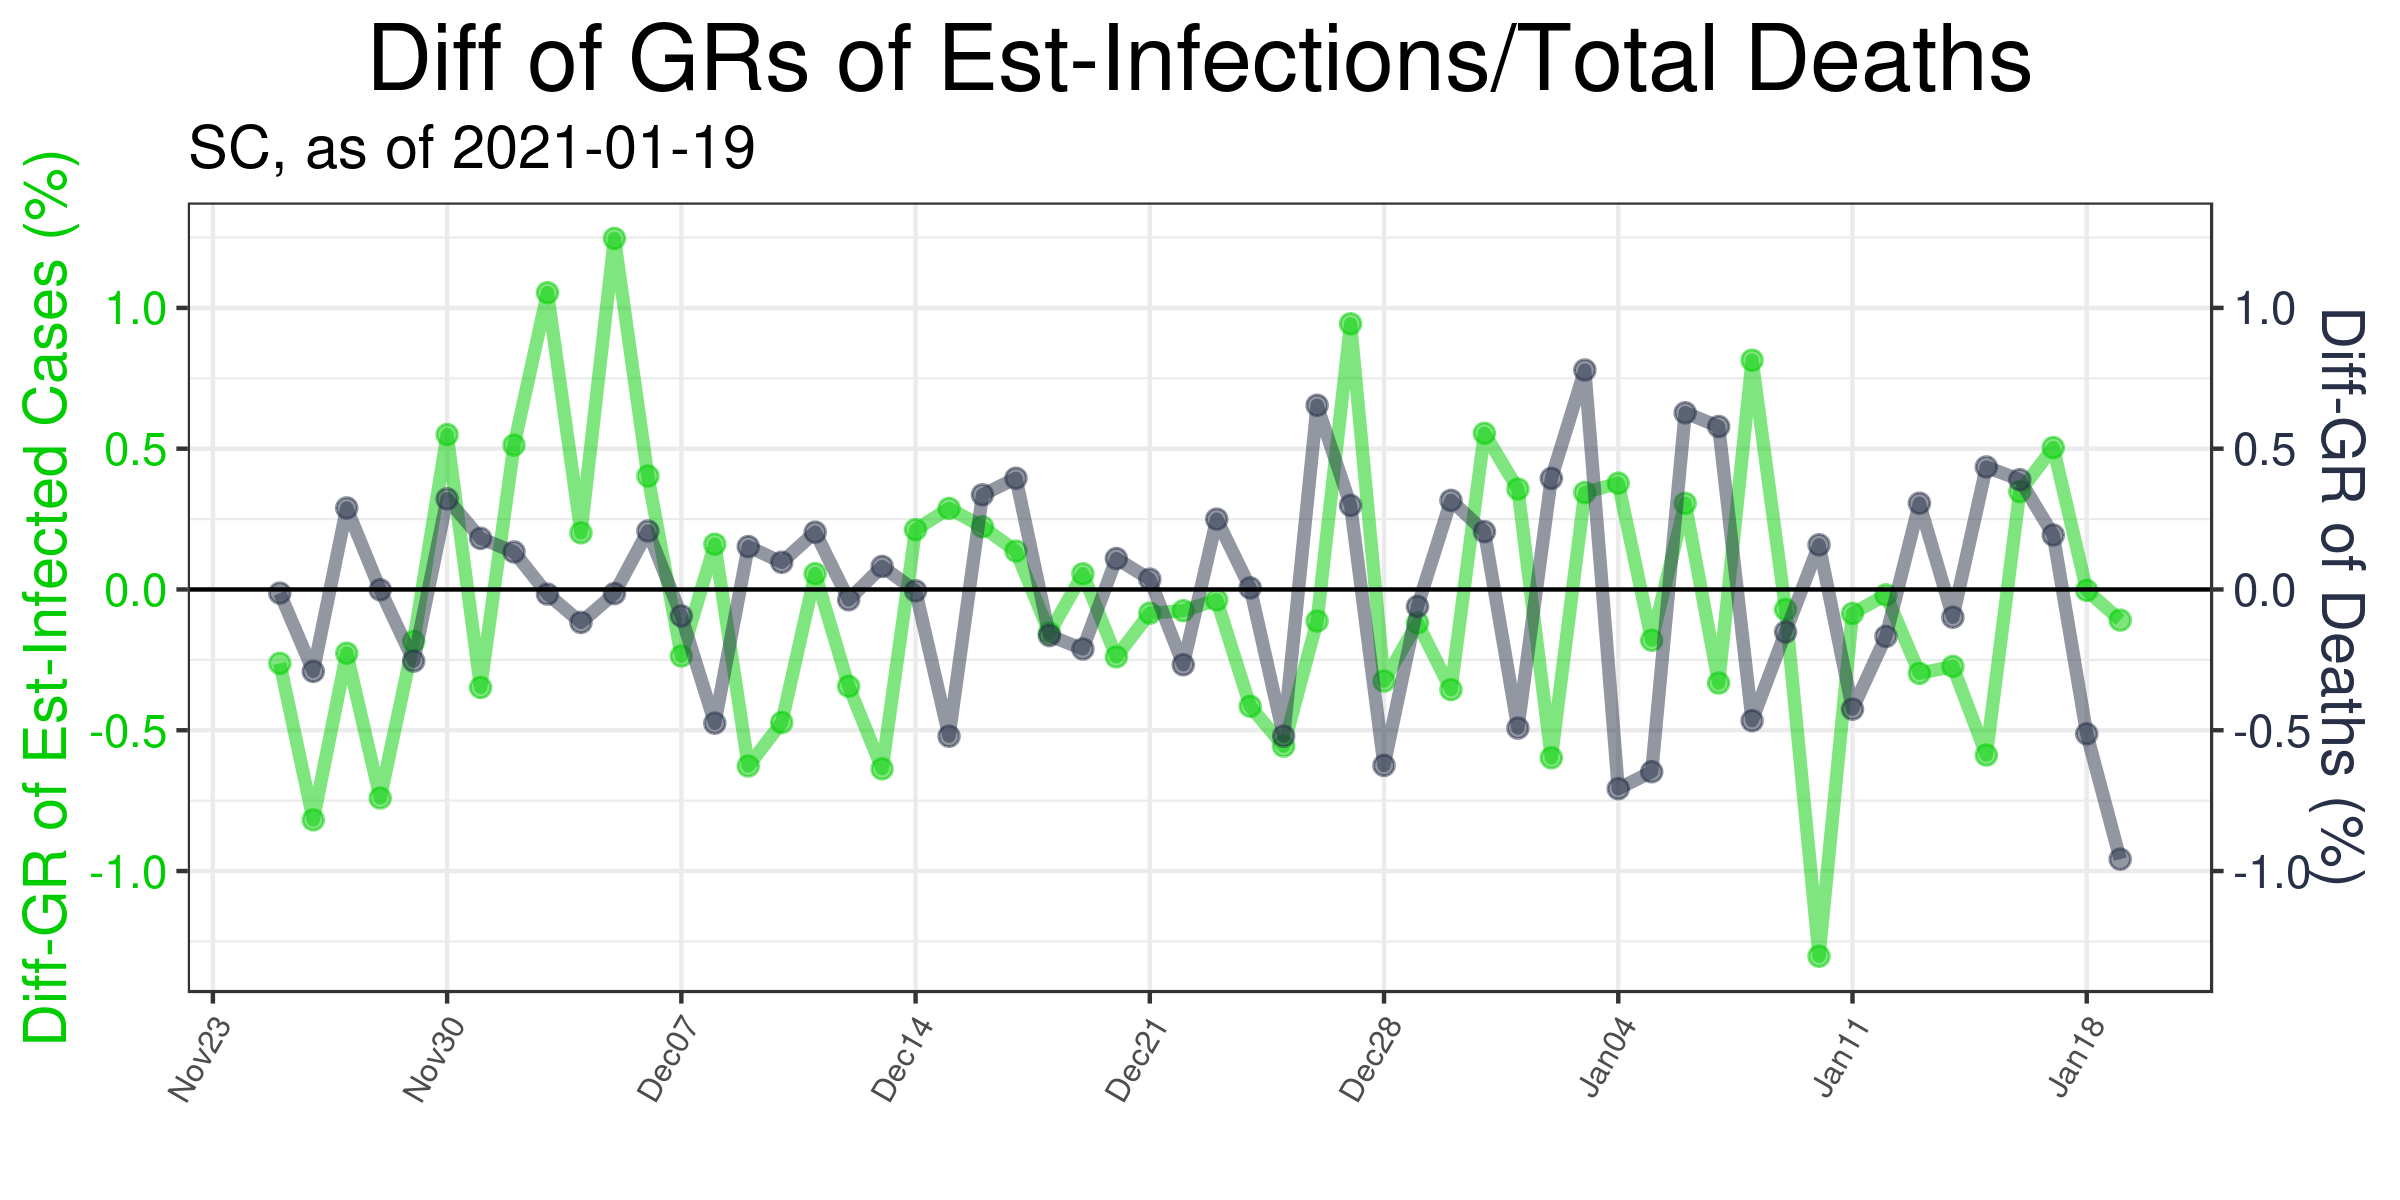 Diff of GRs of Est-Infections/Total Deaths
SC, as of 2021-01-19
Diff-GR of Est-Infected Cases (%)
1.0
0.5
0.0
-0.5
-1.0
1.0
0.5
0.0
-0.5
-1.0
Diff-GR of Deaths (%)
Nov23
Nov30
Dec07
Dec14
Dec21
Dec28
Jan04
Jan11
Jan18